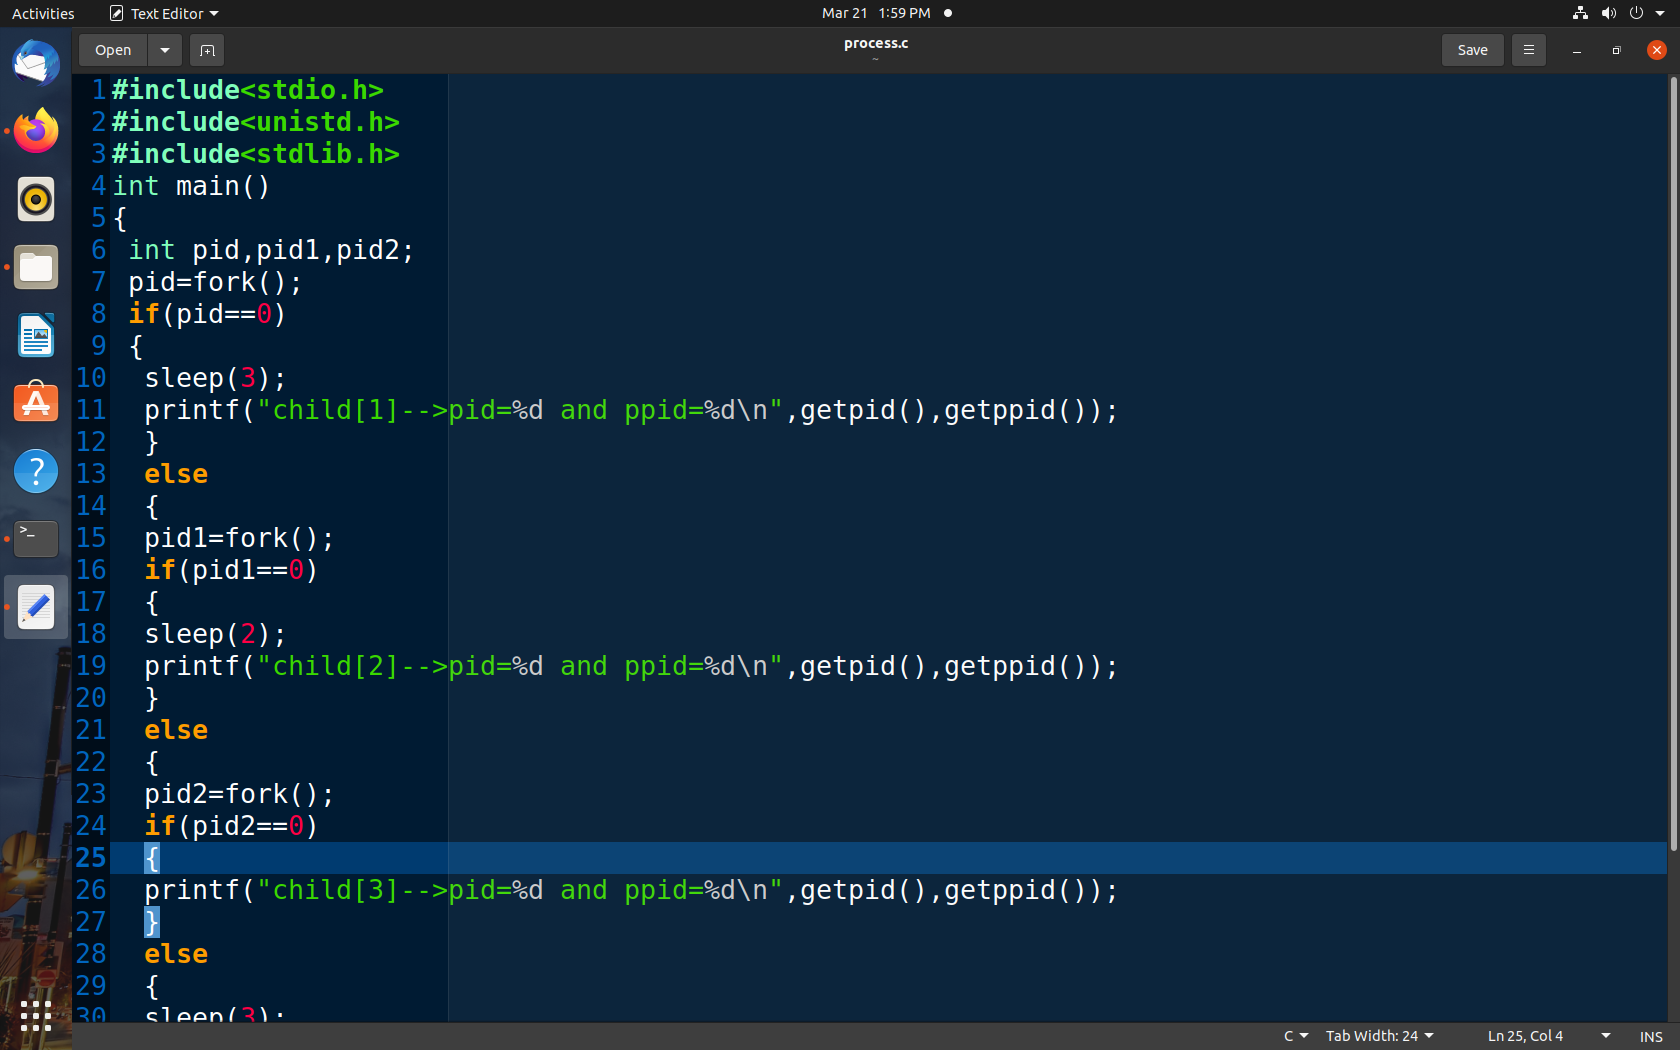 Activities Text Editor Mar 21 1:59 PM
Open process.c Save
~
1 #include<stdio.h>
2 #include<unistd.h>
3 #include<stdlib.h>
4 int main()
5 {
6 int pid,pid1,pid2;
7 pid=fork();
8 if(pid==0)
9 {
10 sleep(3);
11 printf("child[1]-->pid=%d and ppid=%d\n",getpid(),getppid());
12 }
13 else
14 {
15 pid1=fork();
16 if(pid1==0)
17 {
18 sleep(2);
19 printf("child[2]-->pid=%d and ppid=%d\n",getpid(),getppid());
20 }
21 else
22 {
23 pid2=fork();
24 if(pid2==0)
25 {
26 printf("child[3]-->pid=%d and ppid=%d\n",getpid(),getppid());
27 }
28 else
29 {
30 sleep(3);
C Tab Width: 24 Ln 25, Col 4 INS